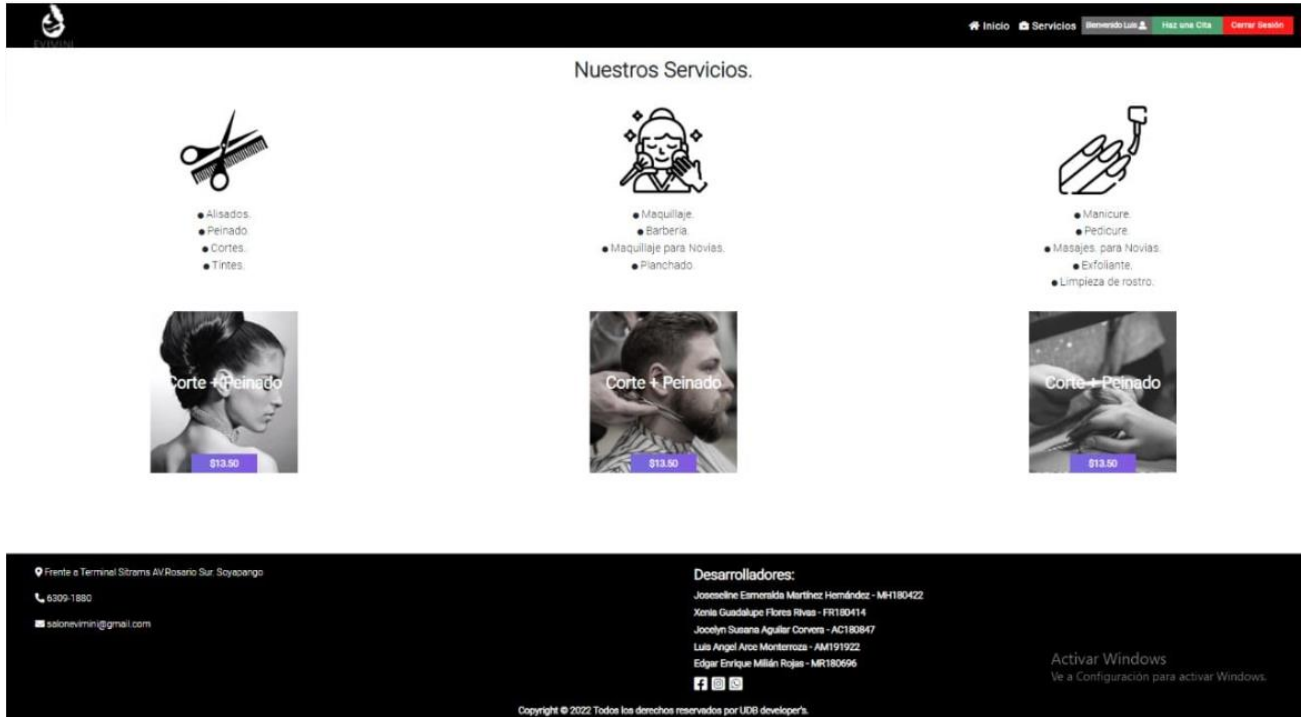 EVIMINI
Inicio Servicios Bienvenido Luis Haz una Cita Cerrar Sesión
Nuestros Servicios.
● Alisados.
● Peinado.
● Cortes.
● Tintes.
● Maquillaje.
● Barbería.
● Maquillaje para Novias.
● Planchado.
● Manicure.
● Pedicure.
● Masajes. para Novias.
● Exfoliante.
● Limpieza de rostro.
Corte + Peinado
$13.50
Corte + Peinado
$13.50
Corte + Peinado
$13.50
Frente a Terminal Sitrams AV.Rosario Sur. Soyapango
6309-1880
salonevimini@gmail.com
Desarrolladores:
Joseseline Esmeralda Martínez Hernández - MH180422
Xenia Guadalupe Flores Rivas - FR180414
Jocelyn Susana Aguilar Corvera - AC180847
Luis Angel Arce Monterroza - AM191922
Edgar Enrique Milián Rojas - MR180696
Activar Windows
Ve a Configuración para activar Windows.
Copyright © 2022 Todos los derechos reservados por UDB developer's.